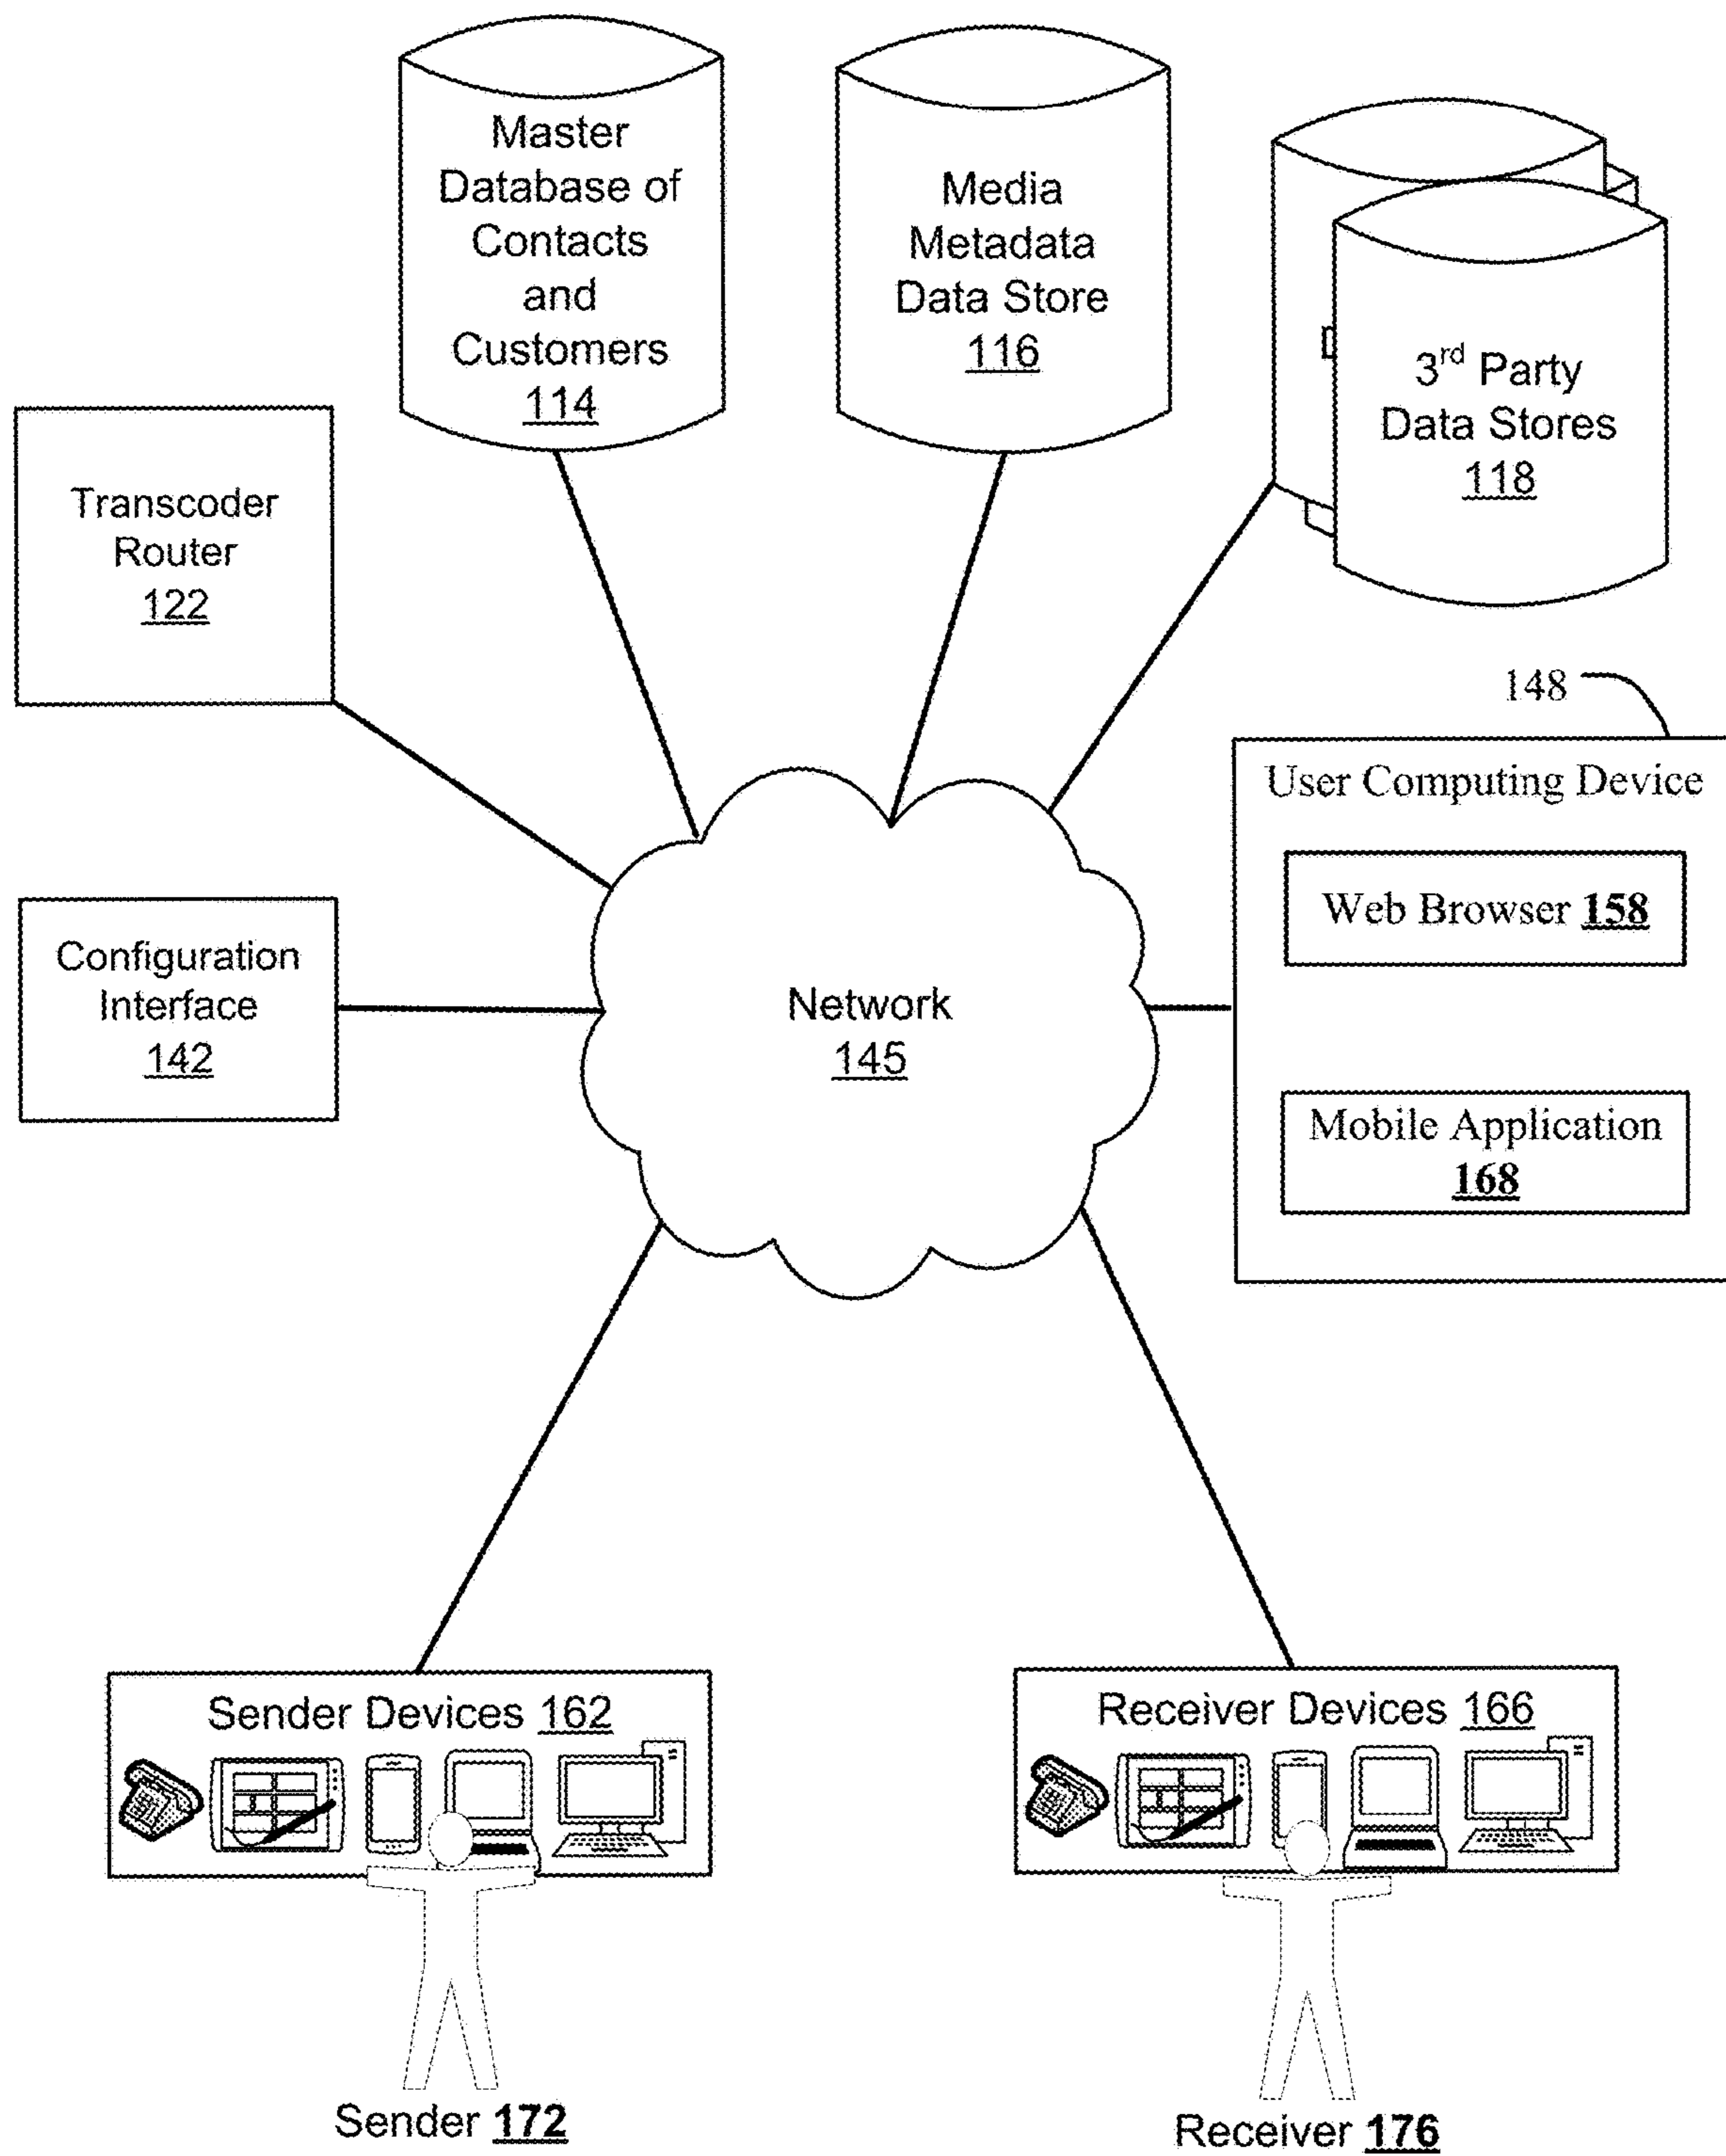 Master
Database of
Contacts
and
Customers
114
Media
Metadata
Data Store
116
3rd Party
Data Stores
118
Transcoder
Router
122
148
User Computing Device
Web Browser 158
Configuration
Interface
142
Network
145
Mobile Application
168
Sender Devices 162
Receiver Devices 166
Sender 172
Receiver 176